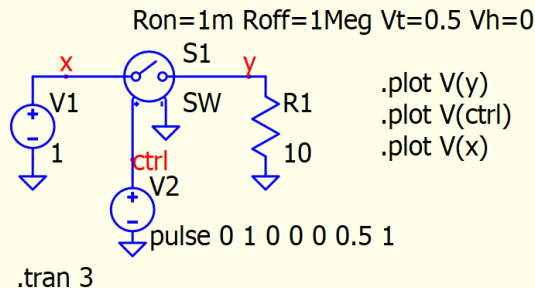 Ron=1m Roff=1Meg Vt=0.5 Vh=0
x
S1
y
.plot V(y)
V1
SW
R1
.plot V(ctrl)
1
10
.plot V(x)
ctrl
V2
pulse 0 1 0 0 0 0.5 1
.tran 3